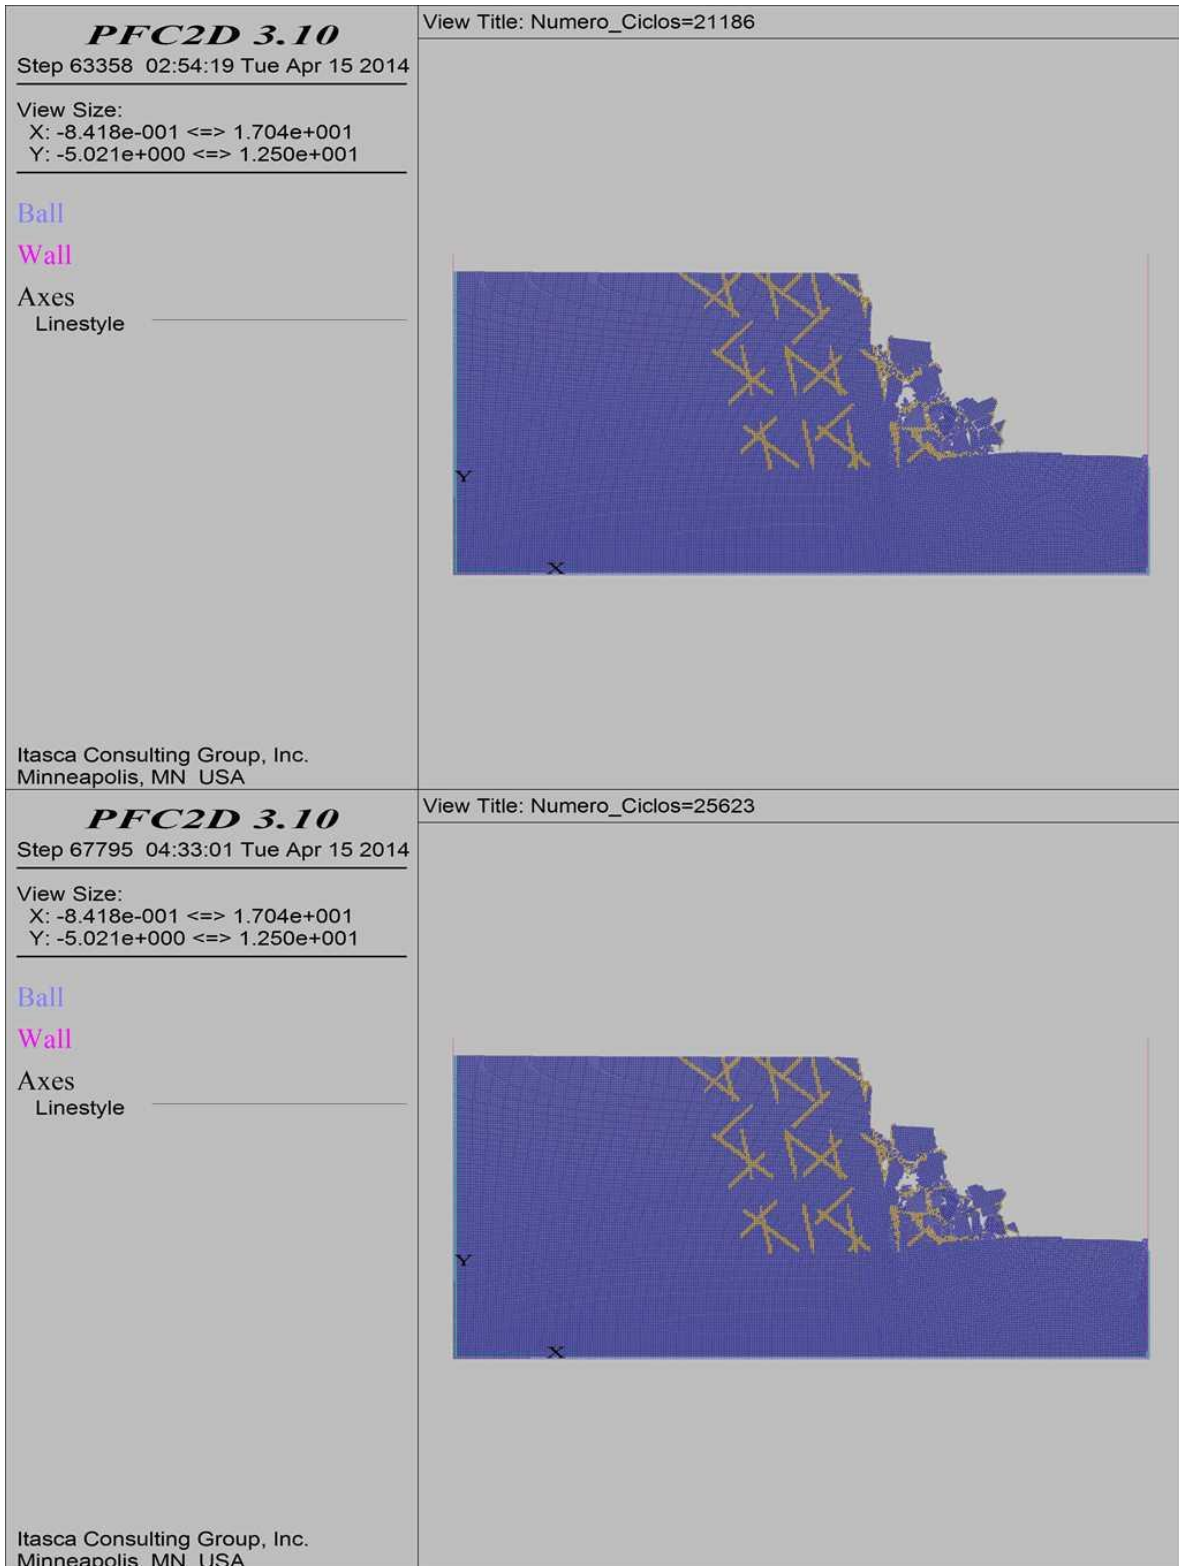 PFC2D 3.10
Step 63358  02:54:19 Tue Apr 15 2014
View Size:
X: -8.418e-001 <=> 1.704e+001
Y: -5.021e+000 <=> 1.250e+001
Ball
Wall
Axes
Linestyle
Itasca Consulting Group, Inc.
Minneapolis, MN  USA
View Title: Numero_Ciclos=21186
Y
X
PFC2D 3.10
Step 67795  04:33:01 Tue Apr 15 2014
View Size:
X: -8.418e-001 <=> 1.704e+001
Y: -5.021e+000 <=> 1.250e+001
Ball
Wall
Axes
Linestyle
Itasca Consulting Group, Inc.
Minneapolis, MN  USA
View Title: Numero_Ciclos=25623
Y
X